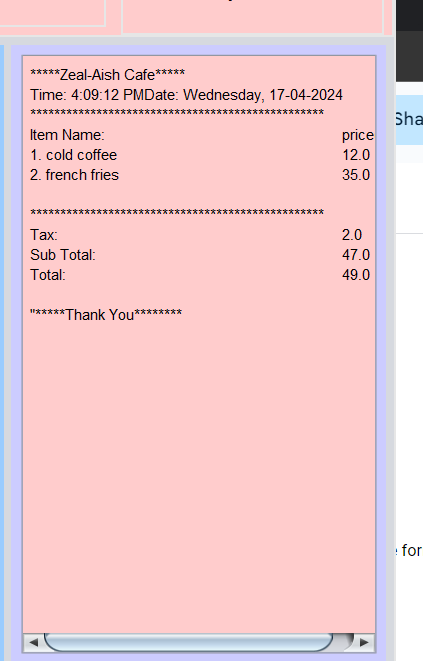 *****Zeal-Aish Cafe*****
Time: 4:09:12 PMDate: Wednesday, 17-04-2024
*************************************************
Item Name: price
1. cold coffee 12.0
2. french fries 35.0
*************************************************
Tax: 2.0
Sub Total: 47.0
Total: 49.0
"*****Thank You********
Sha
for